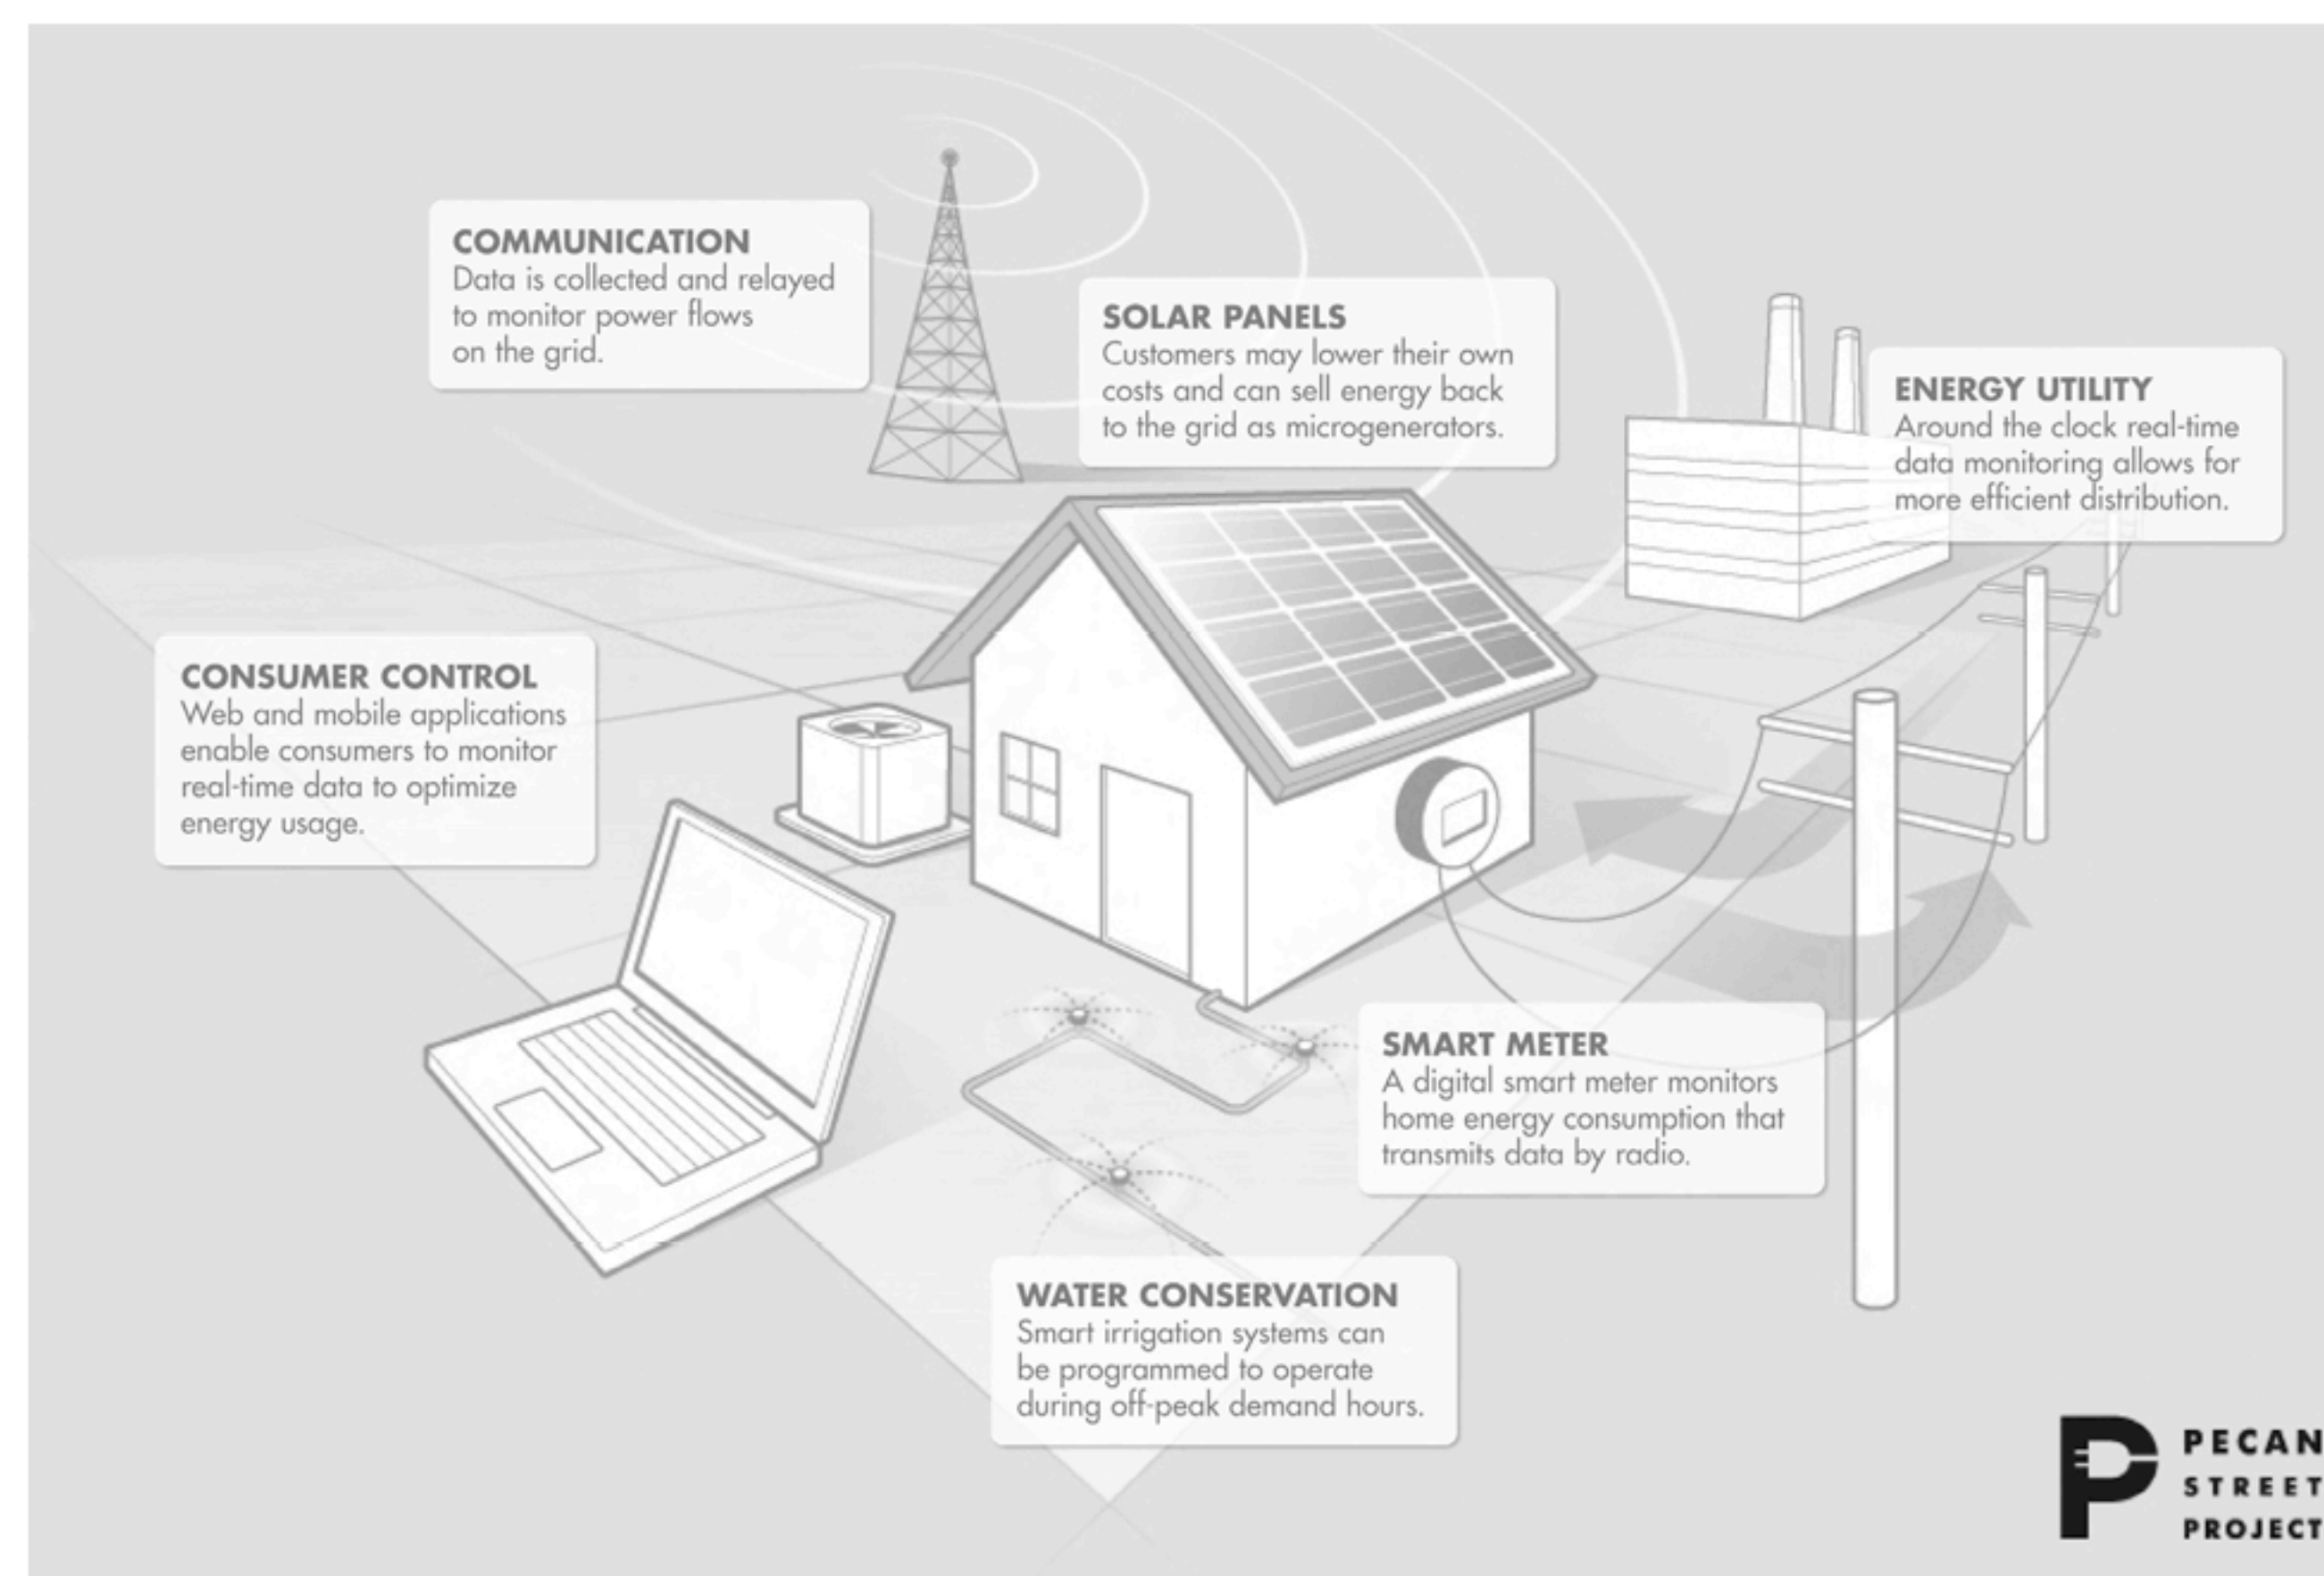 COMMUNICATION
Data is collected and relayed
to monitor power flows
on the grid.
SOLAR PANELS
Customers may lower their own
costs and can sell energy back
to the grid as microgenerators.
ENERGY UTILITY
Around the clock real-time
data monitoring allows for
more efficient distribution.
CONSUMER CONTROL
Web and mobile applications
enable consumers to monitor
real-time data to optimize
energy usage.
SMART METER
A digital smart meter monitors
home energy consumption that
transmits data by radio.
WATER CONSERVATION
Smart irrigation systems can
be programmed to operate
during off-peak demand hours.
PECAN
STREET
PROJECT